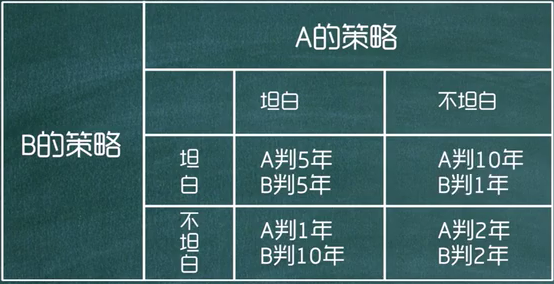 A的策略
B的策略
坦白
不坦白
坦白
A判5年
B判5年
A判10年
B判1年
不坦白
A判1年
B判10年
A判2年
B判2年